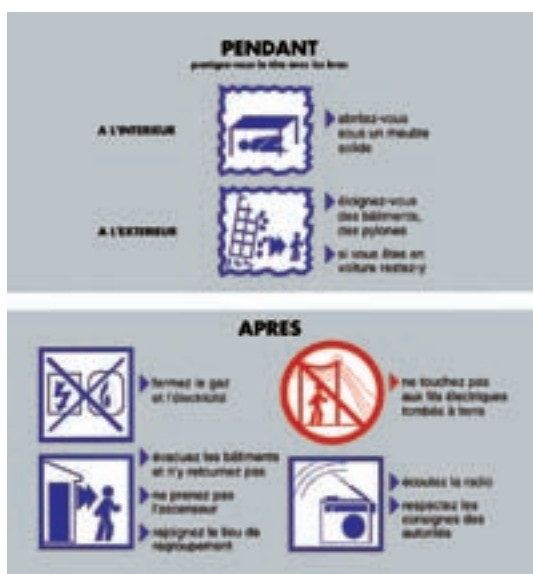 PENDANT
protégez-vous la tête avec les bras
A L'INTERIEUR
abritez-vous
sous un meuble
solide
A L'EXTERIEUR
éloignez-vous
des bâtiments,
des pylones
si vous êtes en
voiture restez-y
APRES
fermez le gaz
et l'électricité
ne touchez pas
aux fils électriques
tombés à terre
évacuez les bâtiments
et n'y retournez pas
ne prenez pas
l'ascenseur
rejoignez le lieu de
regroupement
écoutez la radio
respectez les
consignes des
autorités